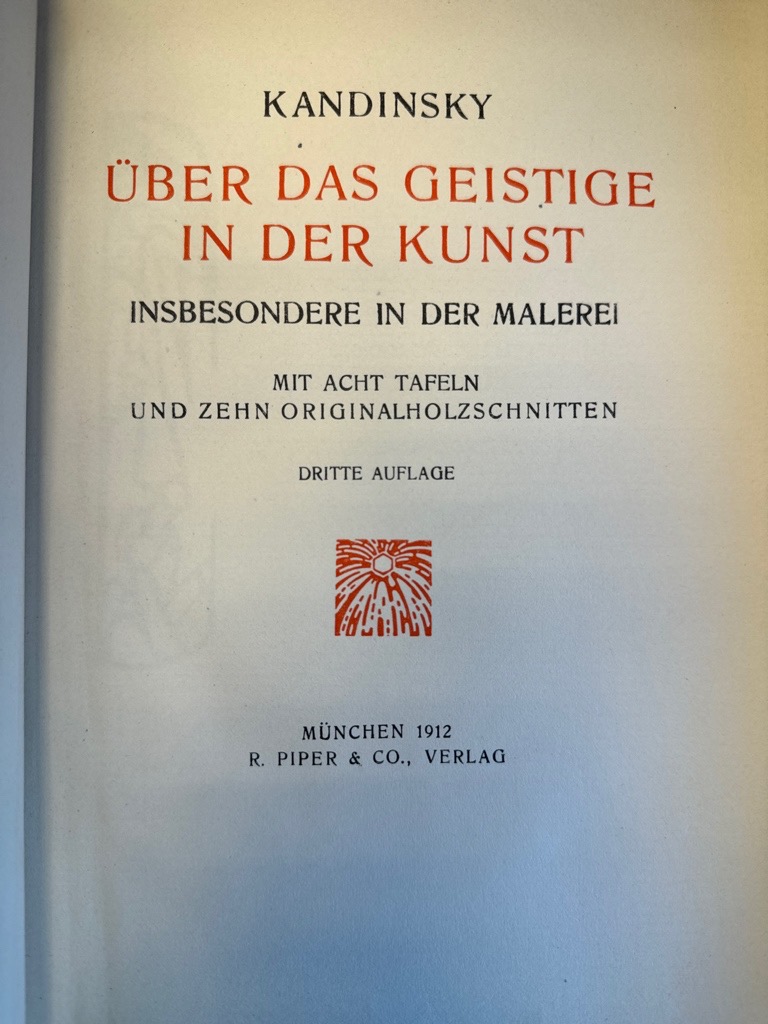 KANDINSKY
ÜBER DAS GEISTIGE
IN DER KUNST
INSBESONDERE IN DER MALEREI
MIT ACHT TAFELN
UND ZEHN ORIGINALHOLZSCHNITTEN
DRITTE AUFLAGE
MÜNCHEN 1912
R. PIPER & CO., VERLAG